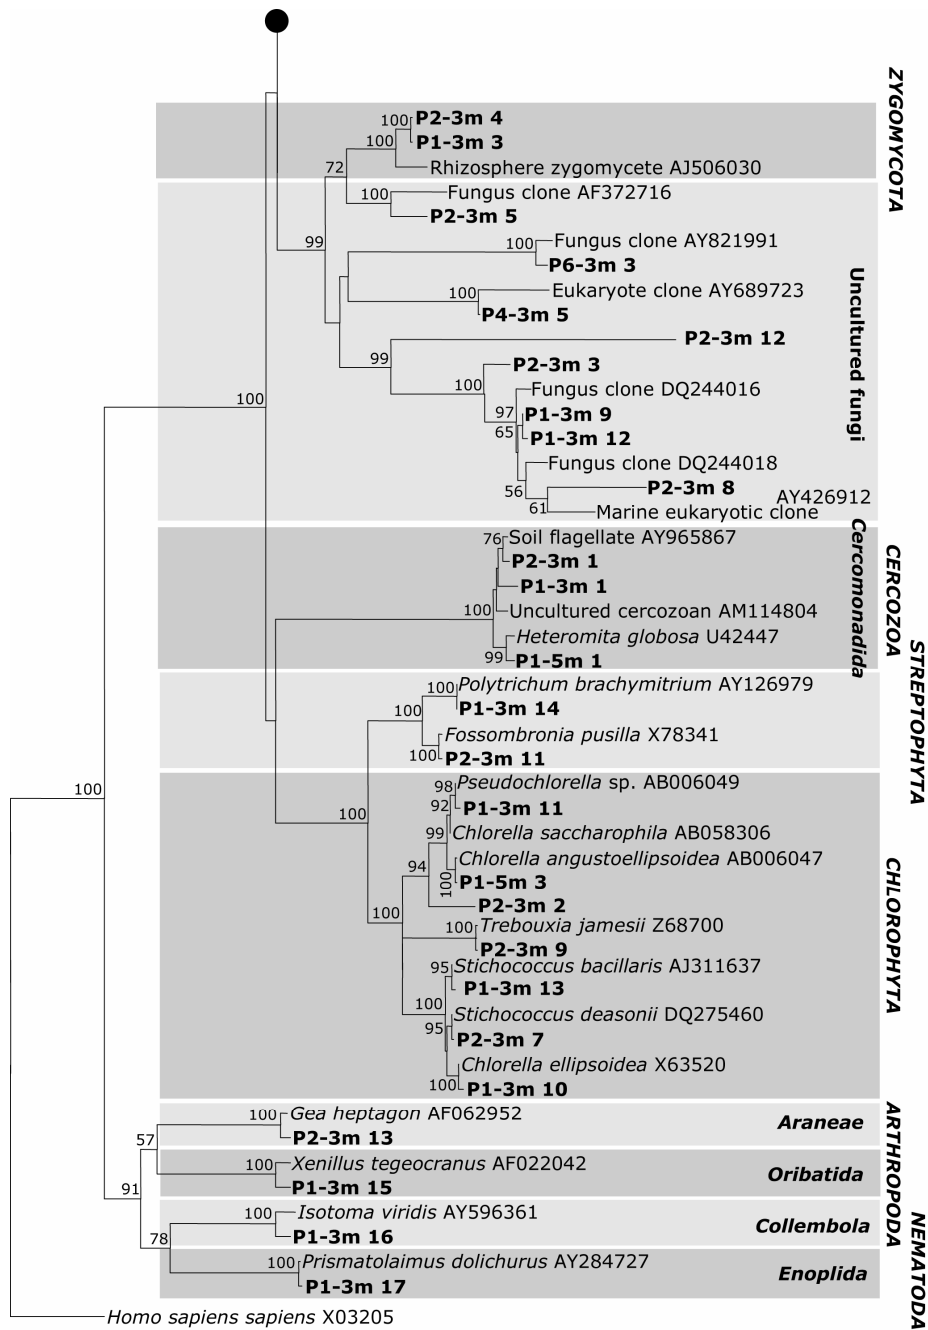 ZYGOMYCOTA
100 P2-3m 4
100 P1-3m 3
72 Rhizosphere zygomycete AJ506030
100 Fungus clone AF372716
P2-3m 5
99 100 Fungus clone AY821991
P6-3m 3
Uncultured fungi
100 Eukaryote clone AY689723
P4-3m 5
P2-3m 12
99 P2-3m 3
100 Fungus clone DQ244016
100 97 P1-3m 9
65 P1-3m 12
Fungus clone DQ244018
56 P2-3m 8
AY426912
61 Marine eukaryotic clone
Cercomonadida
CERCOZOA
76 Soil flagellate AY965867
P2-3m 1
P1-3m 1
100 Uncultured cercozoan AM114804
Heteromita globosa U42447
99 P1-5m 1
STREPTOPHYTA
100 Polytrichum brachymitrium AY126979
100 P1-3m 14
Fossombronia pusilla X78341
100 P2-3m 11
100 98 Pseudochlorella sp. AB006049
92 P1-3m 11
100 99 Chlorella saccharophila AB058306
CHLOROPHYTA
94 Chlorella angustoellipsoidea AB006047
100 P1-5m 3
P2-3m 2
100 100 Trebouxia jamesii Z68700
P2-3m 9
95 Stichococcus bacillaris AJ311637
P1-3m 13
100 Stichococcus deasonii DQ275460
95 P2-3m 7
Chlorella ellipsoidea X63520
100 P1-3m 10
ARTHROPODA
100 Gea heptagon AF062952
Araneae
57 P2-3m 13
100 Xenillus tegeocranus AF022042
Oribatida
91 P1-3m 15
100 Isotoma viridis AY596361
Collembola
78 P1-3m 16
NEMATODA
100 Prismatolaimus dolichurus AY284727
Enoplida
P1-3m 17
Homo sapiens sapiens X03205